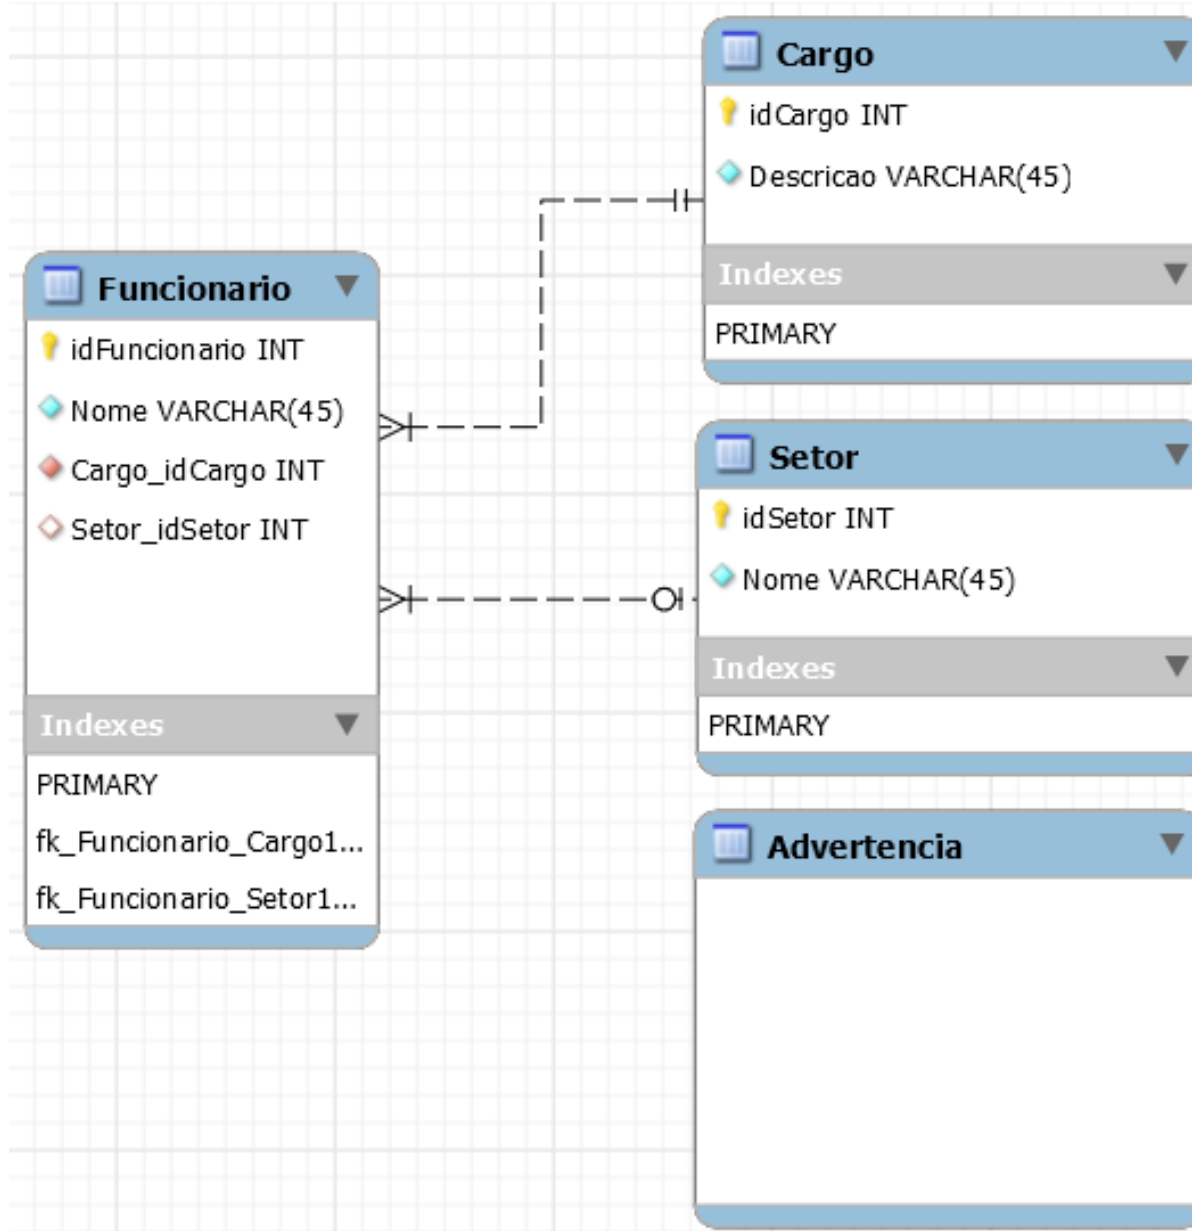 Cargo
idCargo INT
Descricao VARCHAR(45)
Indexes
PRIMARY
Funcionario
idFuncionario INT
Nome VARCHAR(45)
Cargo_idCargo INT
Setor_idSetor INT
Indexes
PRIMARY
fk_Funcionario_Cargo1...
fk_Funcionario_Setor1...
Setor
idSetor INT
Nome VARCHAR(45)
Indexes
PRIMARY
Advertencia